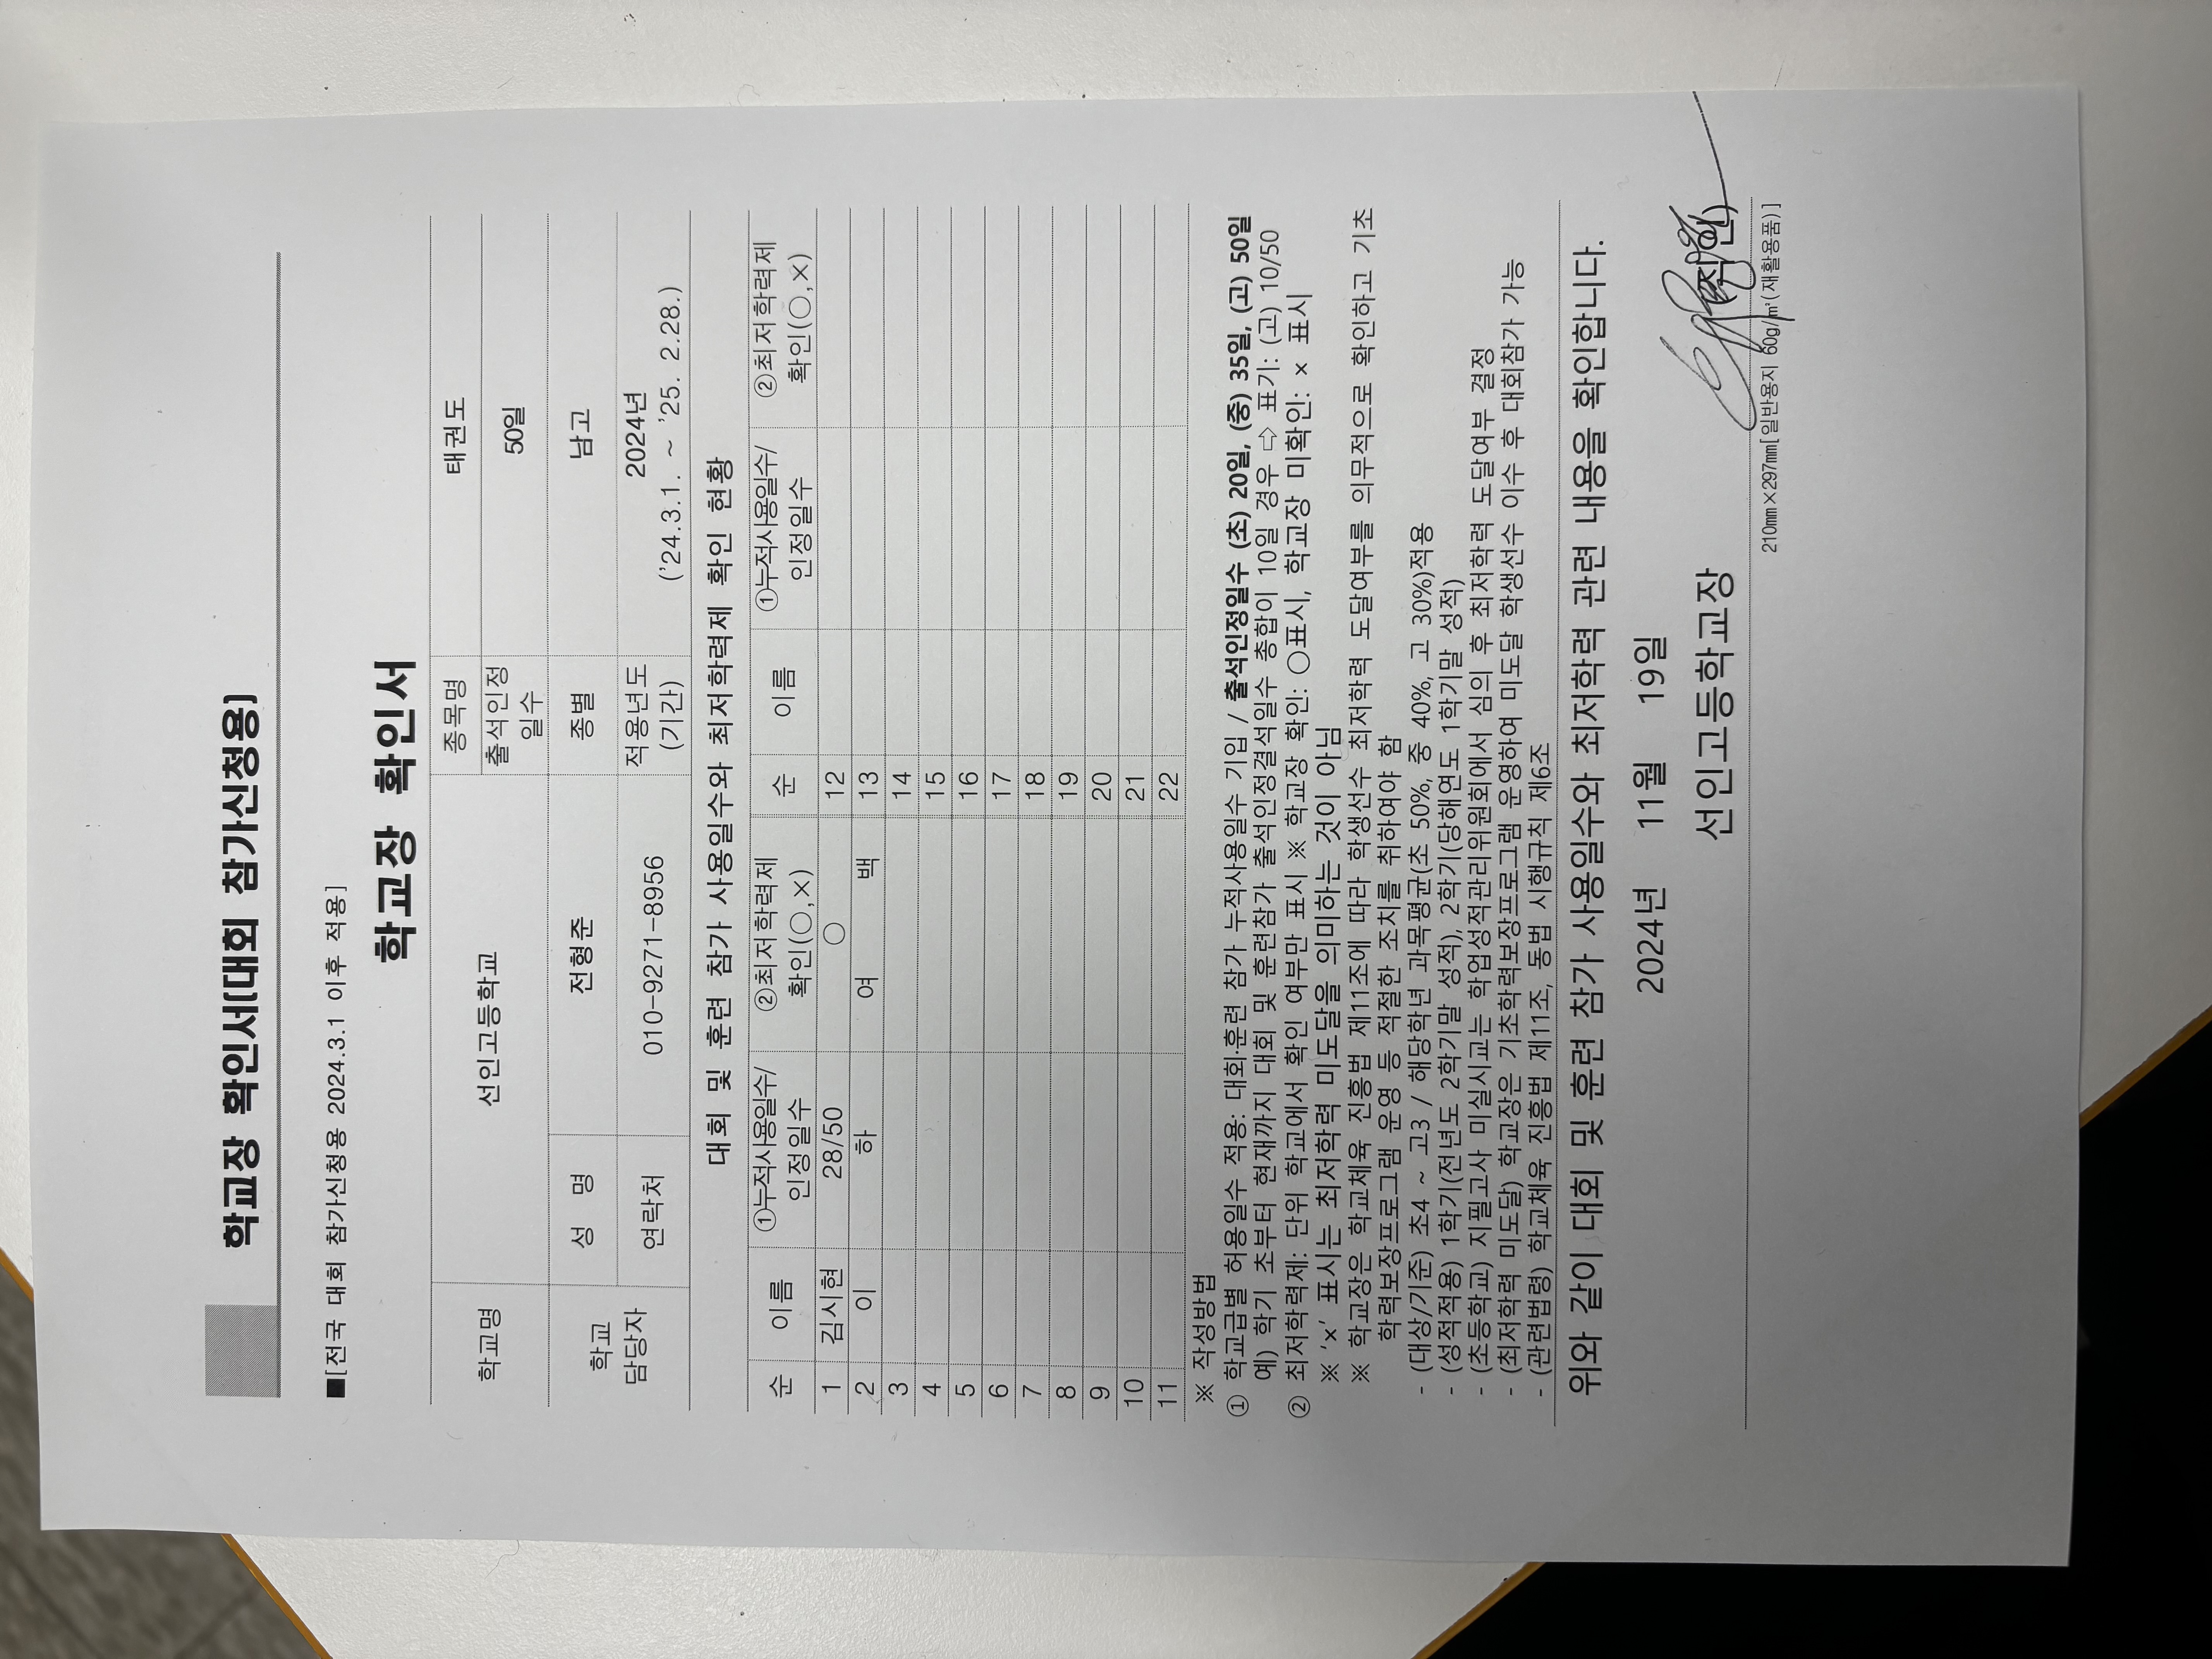 학교장 확인서[대회 참가신청용]
■[전국 대회 참가신청용 2024.3.1 이후 적용]
학교장 확인서
학교명 선인고등학교 종목명 태권도
출석인정 일수 50일
학교 담당자 성 명 전형준 종별 남고
연락처 010-9271-8956 적용년도 (기간) 2024년 ('24.3.1. ~ '25. 2.28.)
대회 및 훈련 참가 사용일수와 최저학력제 확인 현황
순 이름 ①누적사용일수/ 인정일수 ②최저학력제 확인(○,×) 순 이름 ①누적사용일수/ 인정일수 ②최저학력제 확인(○,×)
1 김시현 28/50 ○ 12
2 이 하 여 백 13
3 14
4 15
5 16
6 17
7 18
8 19
9 20
10 21
11 22
※ 작성방법
① 학교급별 허용일수 적용: 대회·훈련 참가 누적사용일수 기입 / 출석인정일수 (초) 20일, (중) 35일, (고) 50일
예) 학기 초부터 현재까지 대회 및 훈련참가 출석인정결석일수 총합이 10일 경우 ⇨ 표기: (고) 10/50
② 최저학력제: 단위 학교에서 확인 여부만 표시 ※ 학교장 확인: ○표시, 학교장 미확인: × 표시
※ '×' 표시는 최저학력 미도달을 의미하는 것이 아님
※ 학교장은 학교체육 진흥법 제11조에 따라 학생선수 최저학력 도달여부를 의무적으로 확인하고 기초
학력보장프로그램 운영 등 적절한 조치를 취하여야 함
- (대상/기준) 초4 ~ 고3 / 해당학년 과목평균(초 50%, 중 40%, 고 30%)적용
- (성적적용) 1학기(전년도 2학기말 성적), 2학기(당해연도 1학기말 성적)
- (초등학교) 지필고사 미실시교는 학업성적관리위원회에서 심의 후 최저학력 도달여부 결정
- (최저학력 미도달) 학교장은 기초학력보장프로그램 운영하여 미도달 학생선수 이수 후 대회참가 가능
- (관련법령) 학교체육 진흥법 제11조, 동법 시행규칙 제6조
위와 같이 대회 및 훈련 참가 사용일수와 최저학력 관련 내용을 확인합니다.
2024년 11월 19일
선인고등학교장 (직인)
210mm×297mm[일반용지 60g/㎡(재활용품)]